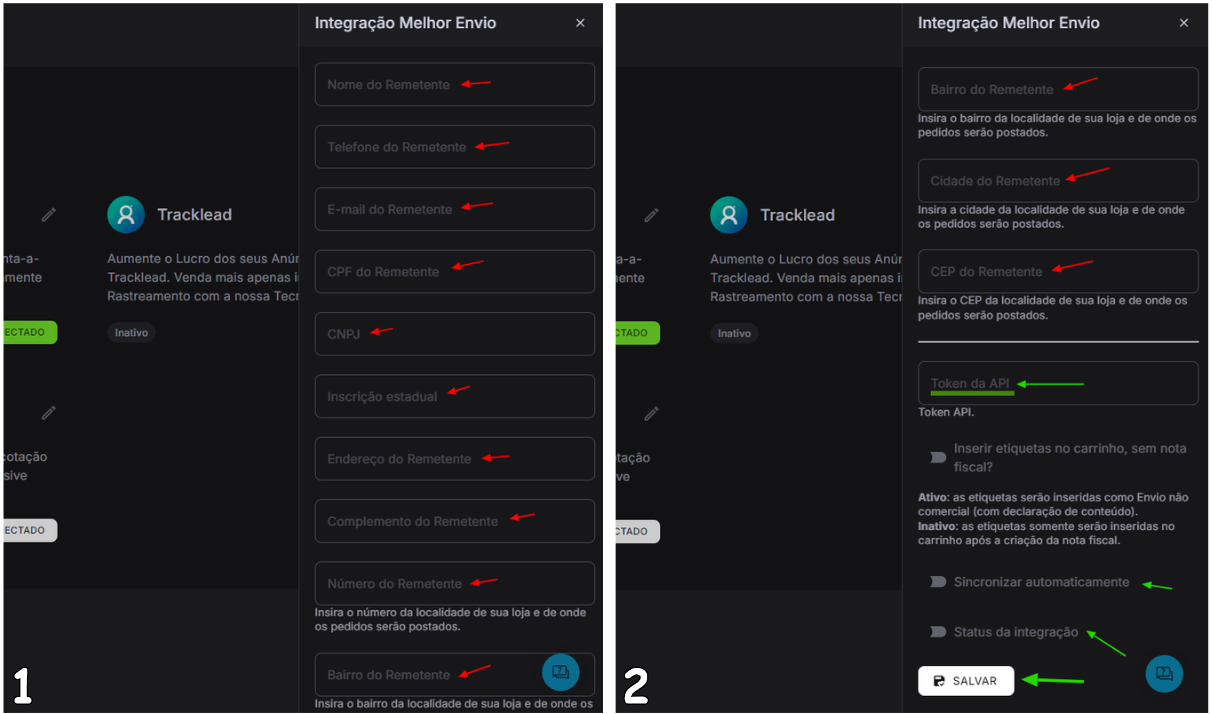 Integração Melhor Envio
Nome do Remetente
Telefone do Remetente
E-mail do Remetente
CPF do Remetente
CNPJ
Inscrição estadual
Endereço do Remetente
Complemento do Remetente
Número do Remetente
Insira o número da localidade de sua loja e de onde
os pedidos serão postados.
Bairro do Remetente
Insira o bairro da localidade de sua loja e de onde os
Tracklead
nta-a-
mente
Aumente o Lucro dos seus Anún
Tracklead. Venda mais apenas i
Rastreamento com a nossa Tecr
ECTADO
Inativo
cotação
sive
ECTADO
1
Integração Melhor Envio
Bairro do Remetente
Insira o bairro da localidade de sua loja e de onde os
pedidos serão postados.
Cidade do Remetente
Insira a cidade da localidade de sua loja e de onde
os pedidos serão postados.
CEP do Remetente
Insira o CEP da localidade de sua loja e de onde os
pedidos serão postados.
Token da API
Token API.
Inserir etiquetas no carrinho, sem nota
fiscal?
Ativo: as etiquetas serão inseridas como Envio não
comercial (com declaração de conteúdo).
Inativo: as etiquetas somente serão inseridas no
carrinho após a criação da nota fiscal.
Sincronizar automaticamente
Status da integração
SALVAR
Tracklead
a-a-
ente
Aumente o Lucro dos seus Anúr
Tracklead. Venda mais apenas in
Rastreamento com a nossa Tecr
CTADO
Inativo
tação
ve
CTADO
2